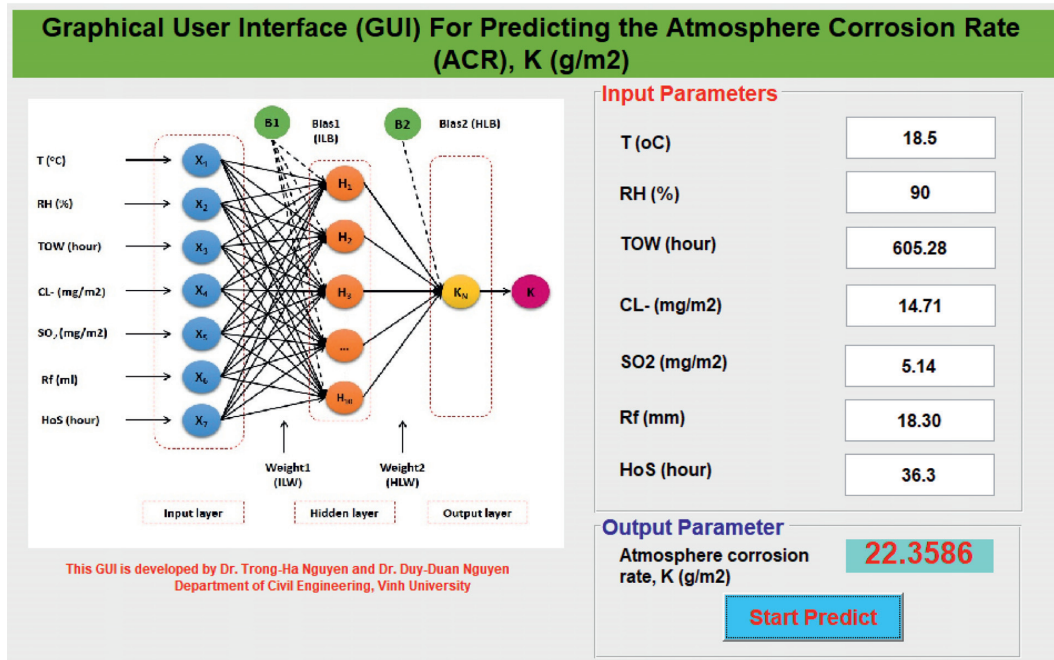 Graphical User Interface (GUI) For Predicting the Atmosphere Corrosion Rate
(ACR), K (g/m2)
B1
Bias1
(ILB)
B2
Bias2 (HLB)
T (°C)
RH (%)
TOW (hour)
CL- (mg/m2)
SO₂ (mg/m2)
Rf (ml)
HoS (hour)
X₁
X₂
X₃
X₄
X₅
X₆
X₇
H₁
H₂
H₃
...
H₁₀
K_N
K
Weight1
(ILW)
Weight2
(HLW)
Input layer
Hidden layer
Output layer
This GUI is developed by Dr. Trong-Ha Nguyen and Dr. Duy-Duan Nguyen
Department of Civil Engineering, Vinh University
Input Parameters
T (oC) 18.5
RH (%) 90
TOW (hour) 605.28
CL- (mg/m2) 14.71
SO2 (mg/m2) 5.14
Rf (mm) 18.30
HoS (hour) 36.3
Output Parameter
Atmosphere corrosion
rate, K (g/m2)
22.3586
Start Predict